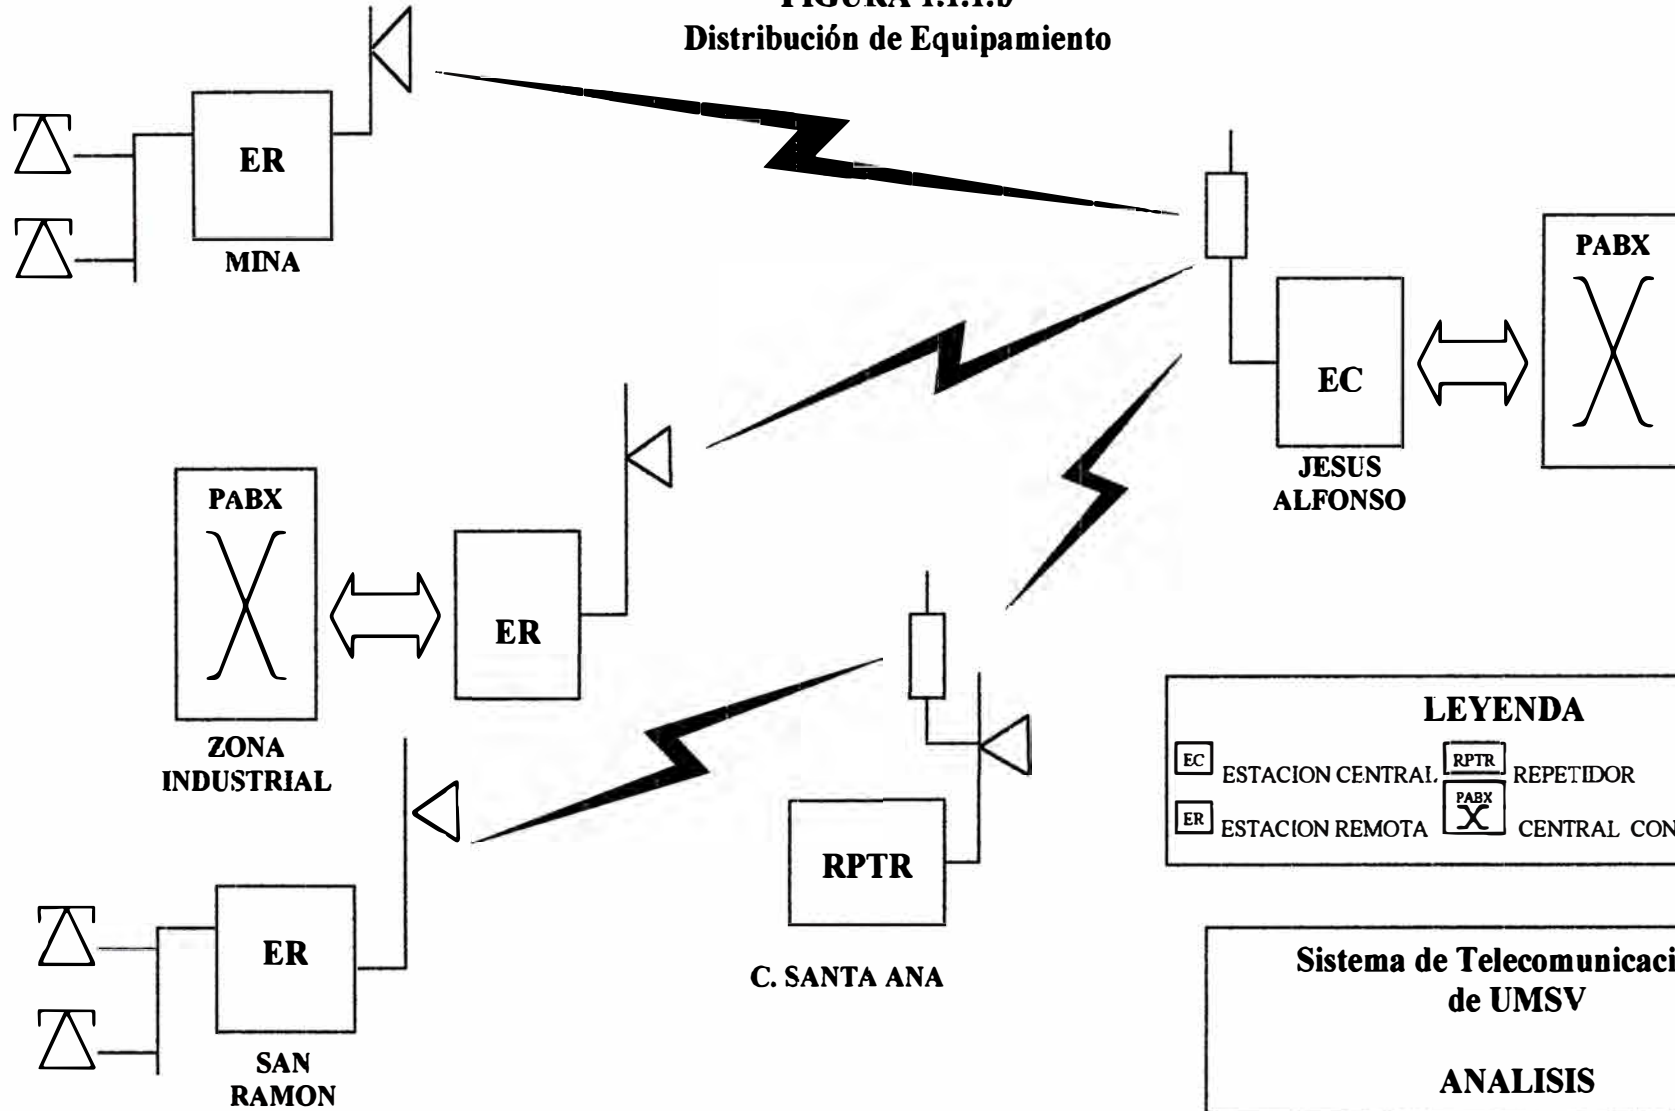 Distribución de Equipamiento
ER
MINA
PABX
EC
JESUS
ALFONSO
PABX
ER
ZONA
INDUSTRIAL
RPTR
C. SANTA ANA
ER
SAN
RAMON
LEYENDA
EC ESTACION CENTRAL RPTR REPETIDOR
ER ESTACION REMOTA PABX CENTRAL CON
Sistema de Telecomunicaci
de UMSV
ANALISIS